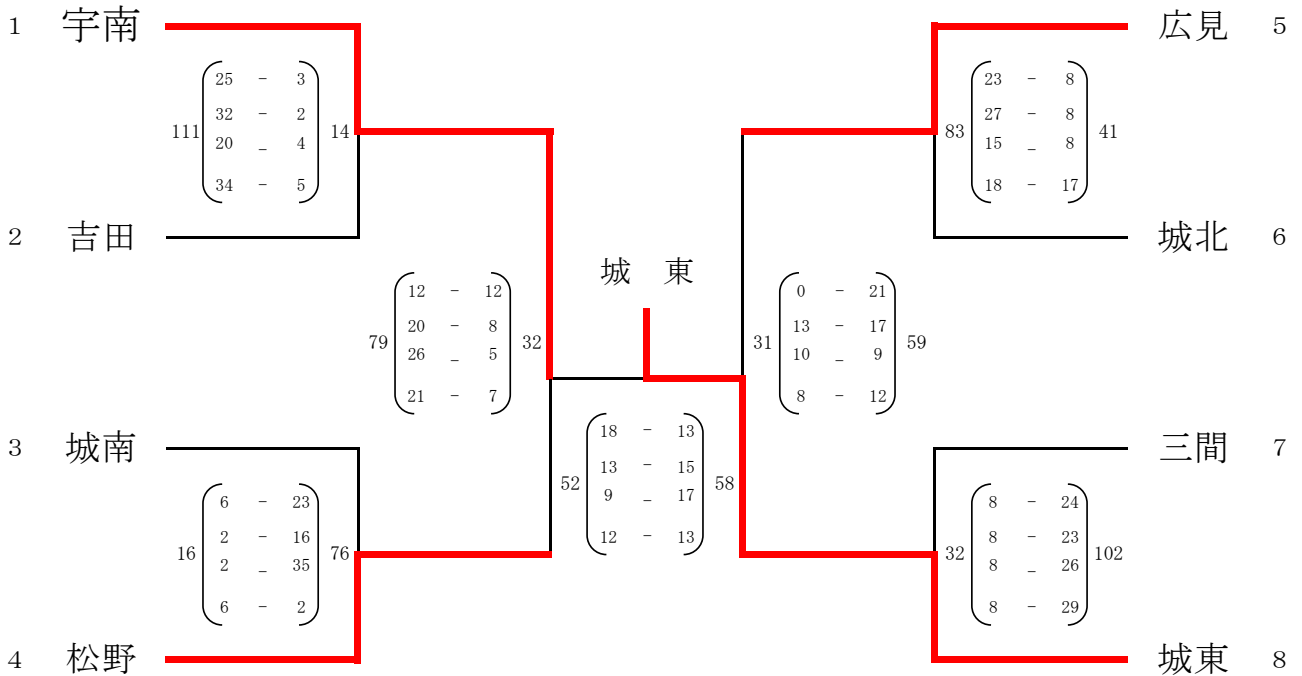 1 宇南
広見 5
25 - 3
32 - 2
111 20 - 4 14
34 - 5
23 - 8
27 - 8
83 15 - 8 41
18 - 17
2 吉田
城北 6
城 東
12 - 12
20 - 8
79 26 - 5 32
21 - 7
0 - 21
13 - 17
31 10 - 9 59
8 - 12
18 - 13
13 - 15
52 9 - 17 58
12 - 13
3 城南
三間 7
6 - 23
2 - 16
16 2 - 35 76
6 - 2
8 - 24
8 - 23
32 8 - 26 102
8 - 29
4 松野
城東 8